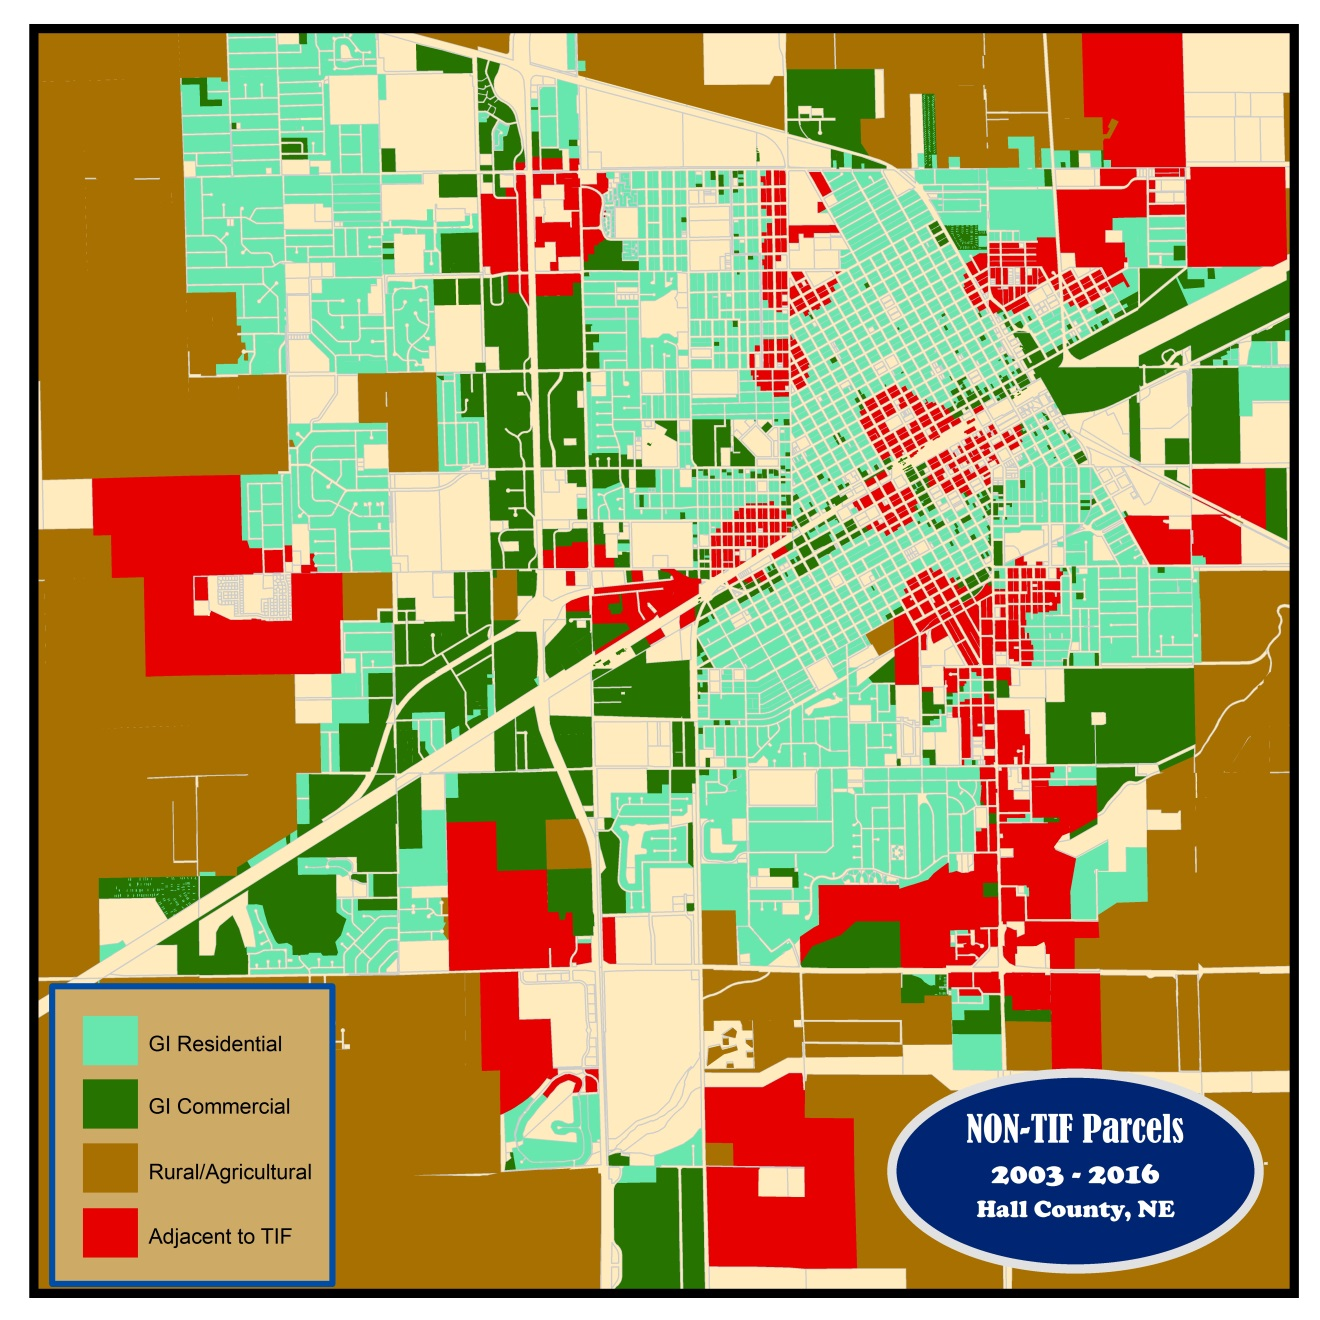 GI Residential
GI Commercial
Rural/Agricultural
Adjacent to TIF
NON-TIF Parcels
2003 - 2016
Hall County, NE